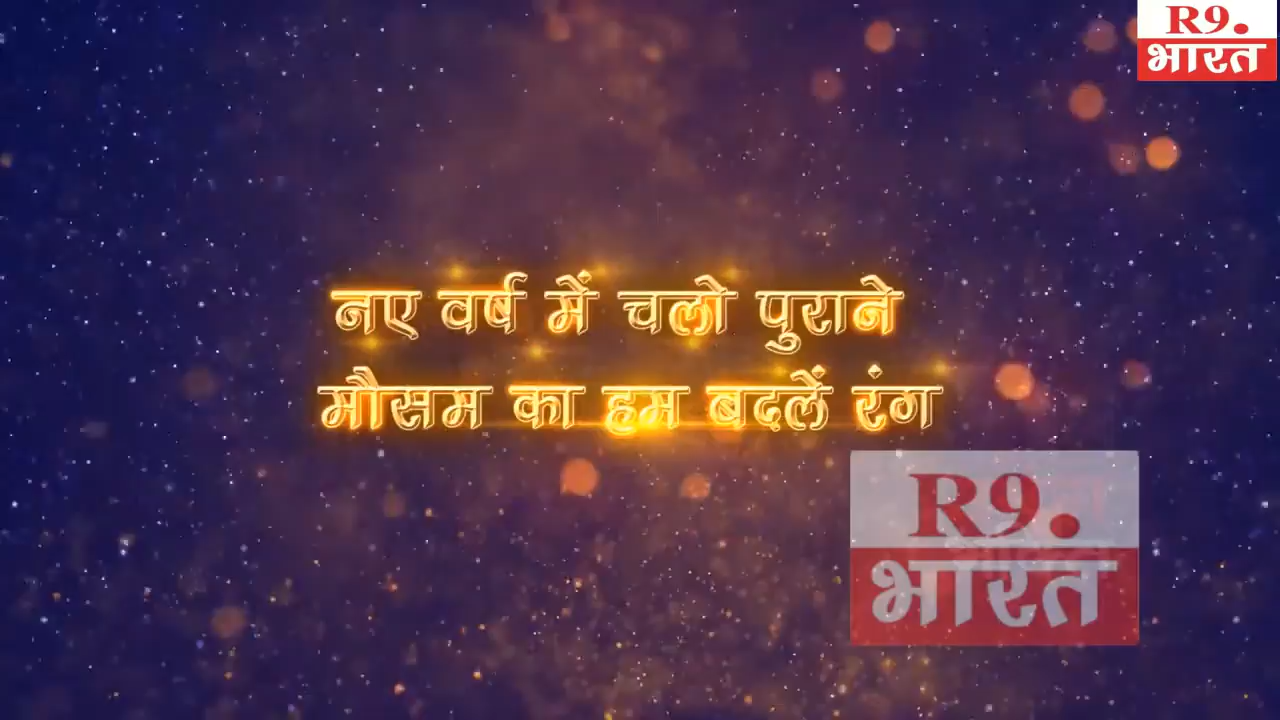 R9.
भारत
नए वर्ष में चलो पुराने
मौसम का हम बदलें रंग
R9.
भारत